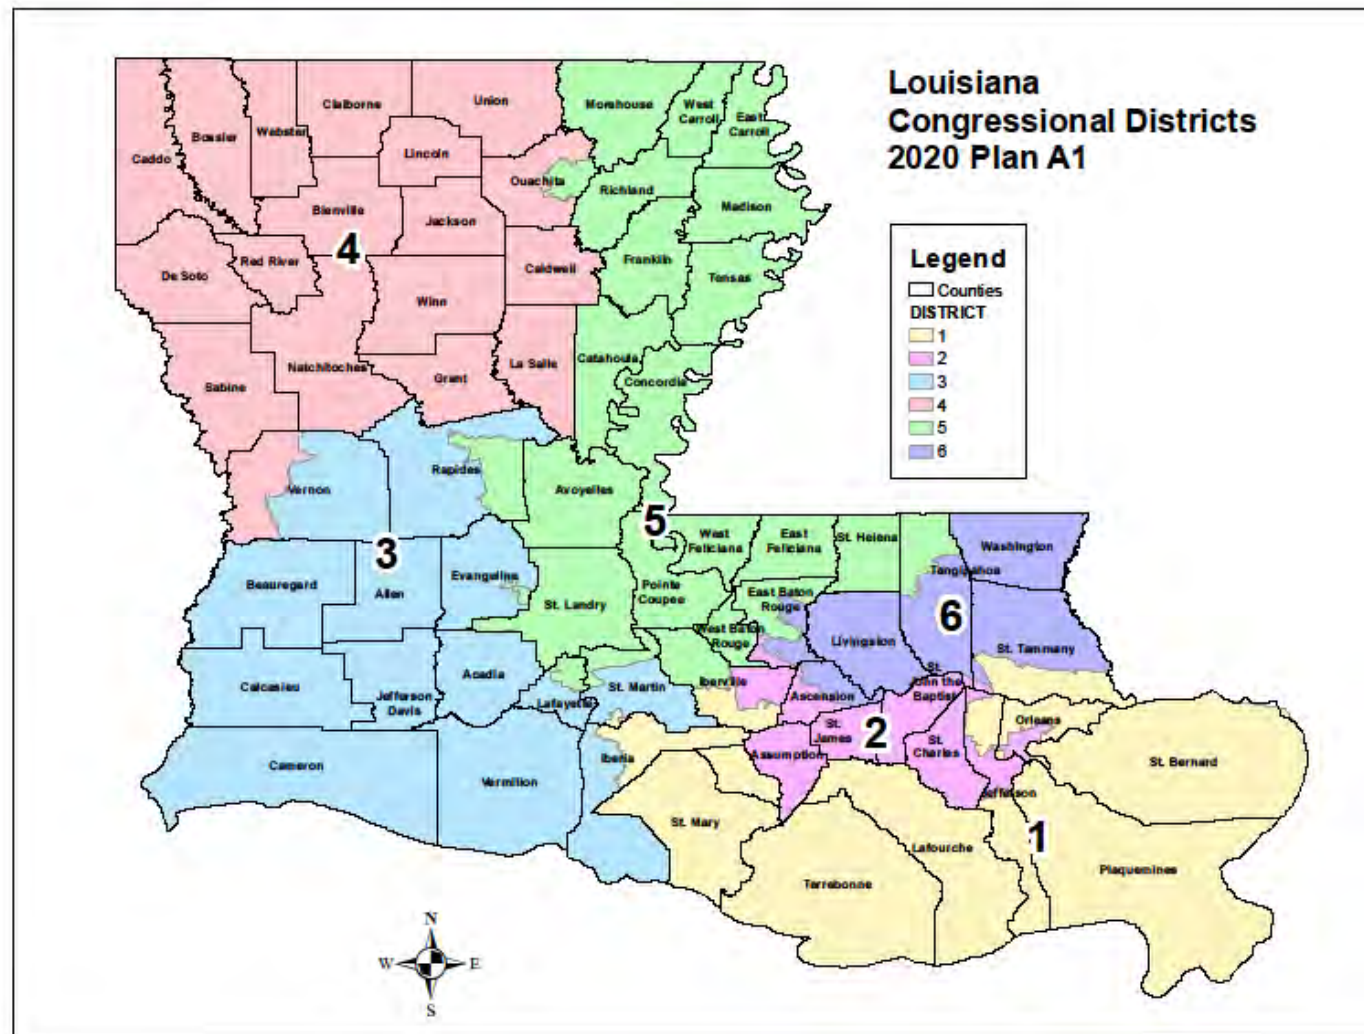 Louisiana
Congressional Districts
2020 Plan A1
Legend
Counties
DISTRICT
1
2
3
4
5
6
Caddo
Bossier
Webster
Claiborne
Union
Lincoln
Morehouse
West
Carroll
East
Carroll
Ouachita
Richland
Madison
Bienville
Jackson
De Soto
Red River
4
Caldwell
Franklin
Tensas
Winn
Natchitoches
Sabine
Grant
La Salle
Catahoula
Concordia
Vernon
Rapides
Avoyelles
5
3
West
Feliciana
East
Feliciana
St. Helena
Washington
Tangipahoa
Beauregard
Allen
Evangeline
St. Landry
Pointe
Coupee
East Baton
Rouge
West Baton
Rouge
Livingston
6
St. Tammany
Calcasieu
Jefferson
Davis
Acadia
Lafayette
St. Martin
Iberville
Ascension
St.
John the
Baptist
Orleans
Cameron
Vermilion
Iberia
Assumption
St.
James
2
St.
Charles
Jefferson
St. Bernard
St. Mary
Terrebonne
Lafourche
1
Plaquemines
N
W
E
S